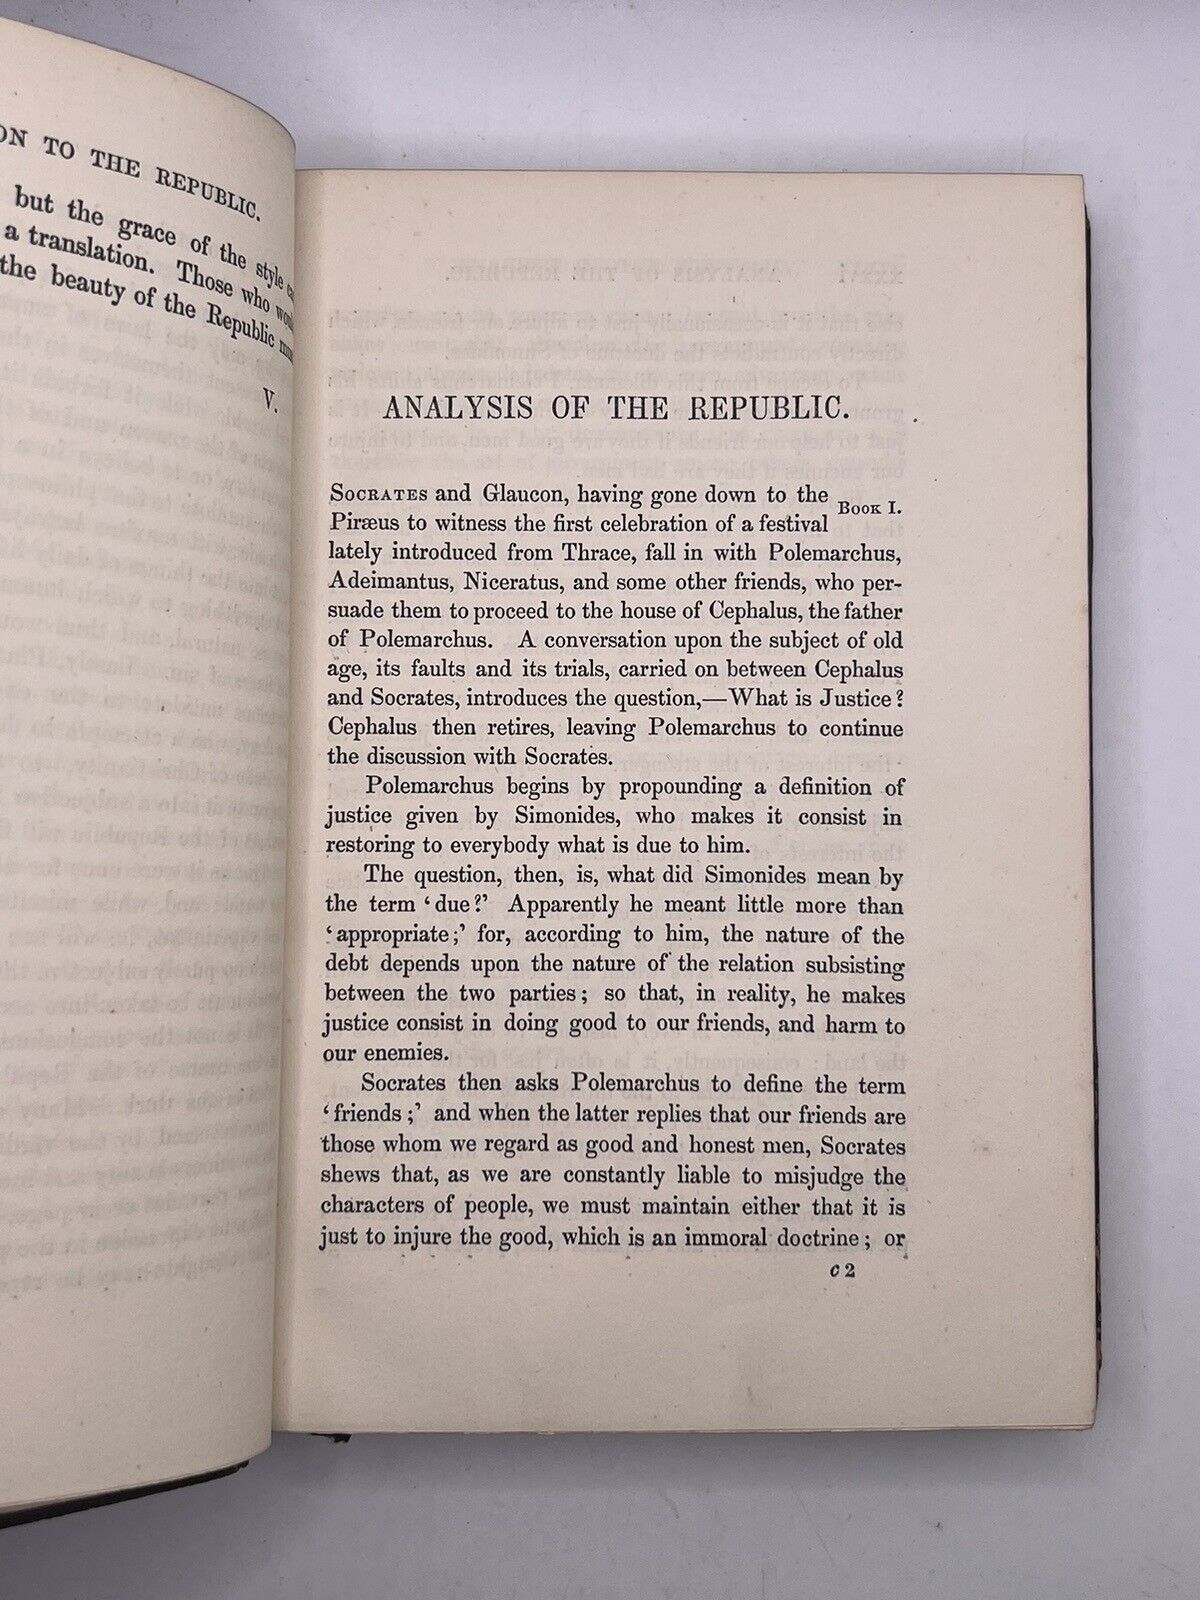 ON TO THE REPUBLIC.
but the grace of the style
a translation. Those who
the beauty of the Republic
V.
ANALYSIS OF THE REPUBLIC.
SOCRATES and Glaucon, having gone down to the
BOOK I.
Piræus to witness the first celebration of a festival
lately introduced from Thrace, fall in with Polemarchus,
Adeimantus, Niceratus, and some other friends, who per-
suade them to proceed to the house of Cephalus, the father
of Polemarchus. A conversation upon the subject of old
age, its faults and its trials, carried on between Cephalus
and Socrates, introduces the question,—What is Justice?
Cephalus then retires, leaving Polemarchus to continue
the discussion with Socrates.
Polemarchus begins by propounding a definition of
justice given by Simonides, who makes it consist in
restoring to everybody what is due to him.
The question, then, is, what did Simonides mean by
the term ‘due?’ Apparently he meant little more than
‘appropriate;’ for, according to him, the nature of the
debt depends upon the nature of the relation subsisting
between the two parties; so that, in reality, he makes
justice consist in doing good to our friends, and harm to
our enemies.
Socrates then asks Polemarchus to define the term
‘friends;’ and when the latter replies that our friends are
those whom we regard as good and honest men, Socrates
shews that, as we are constantly liable to misjudge the
characters of people, we must maintain either that it is
just to injure the good, which is an immoral doctrine; or
c 2